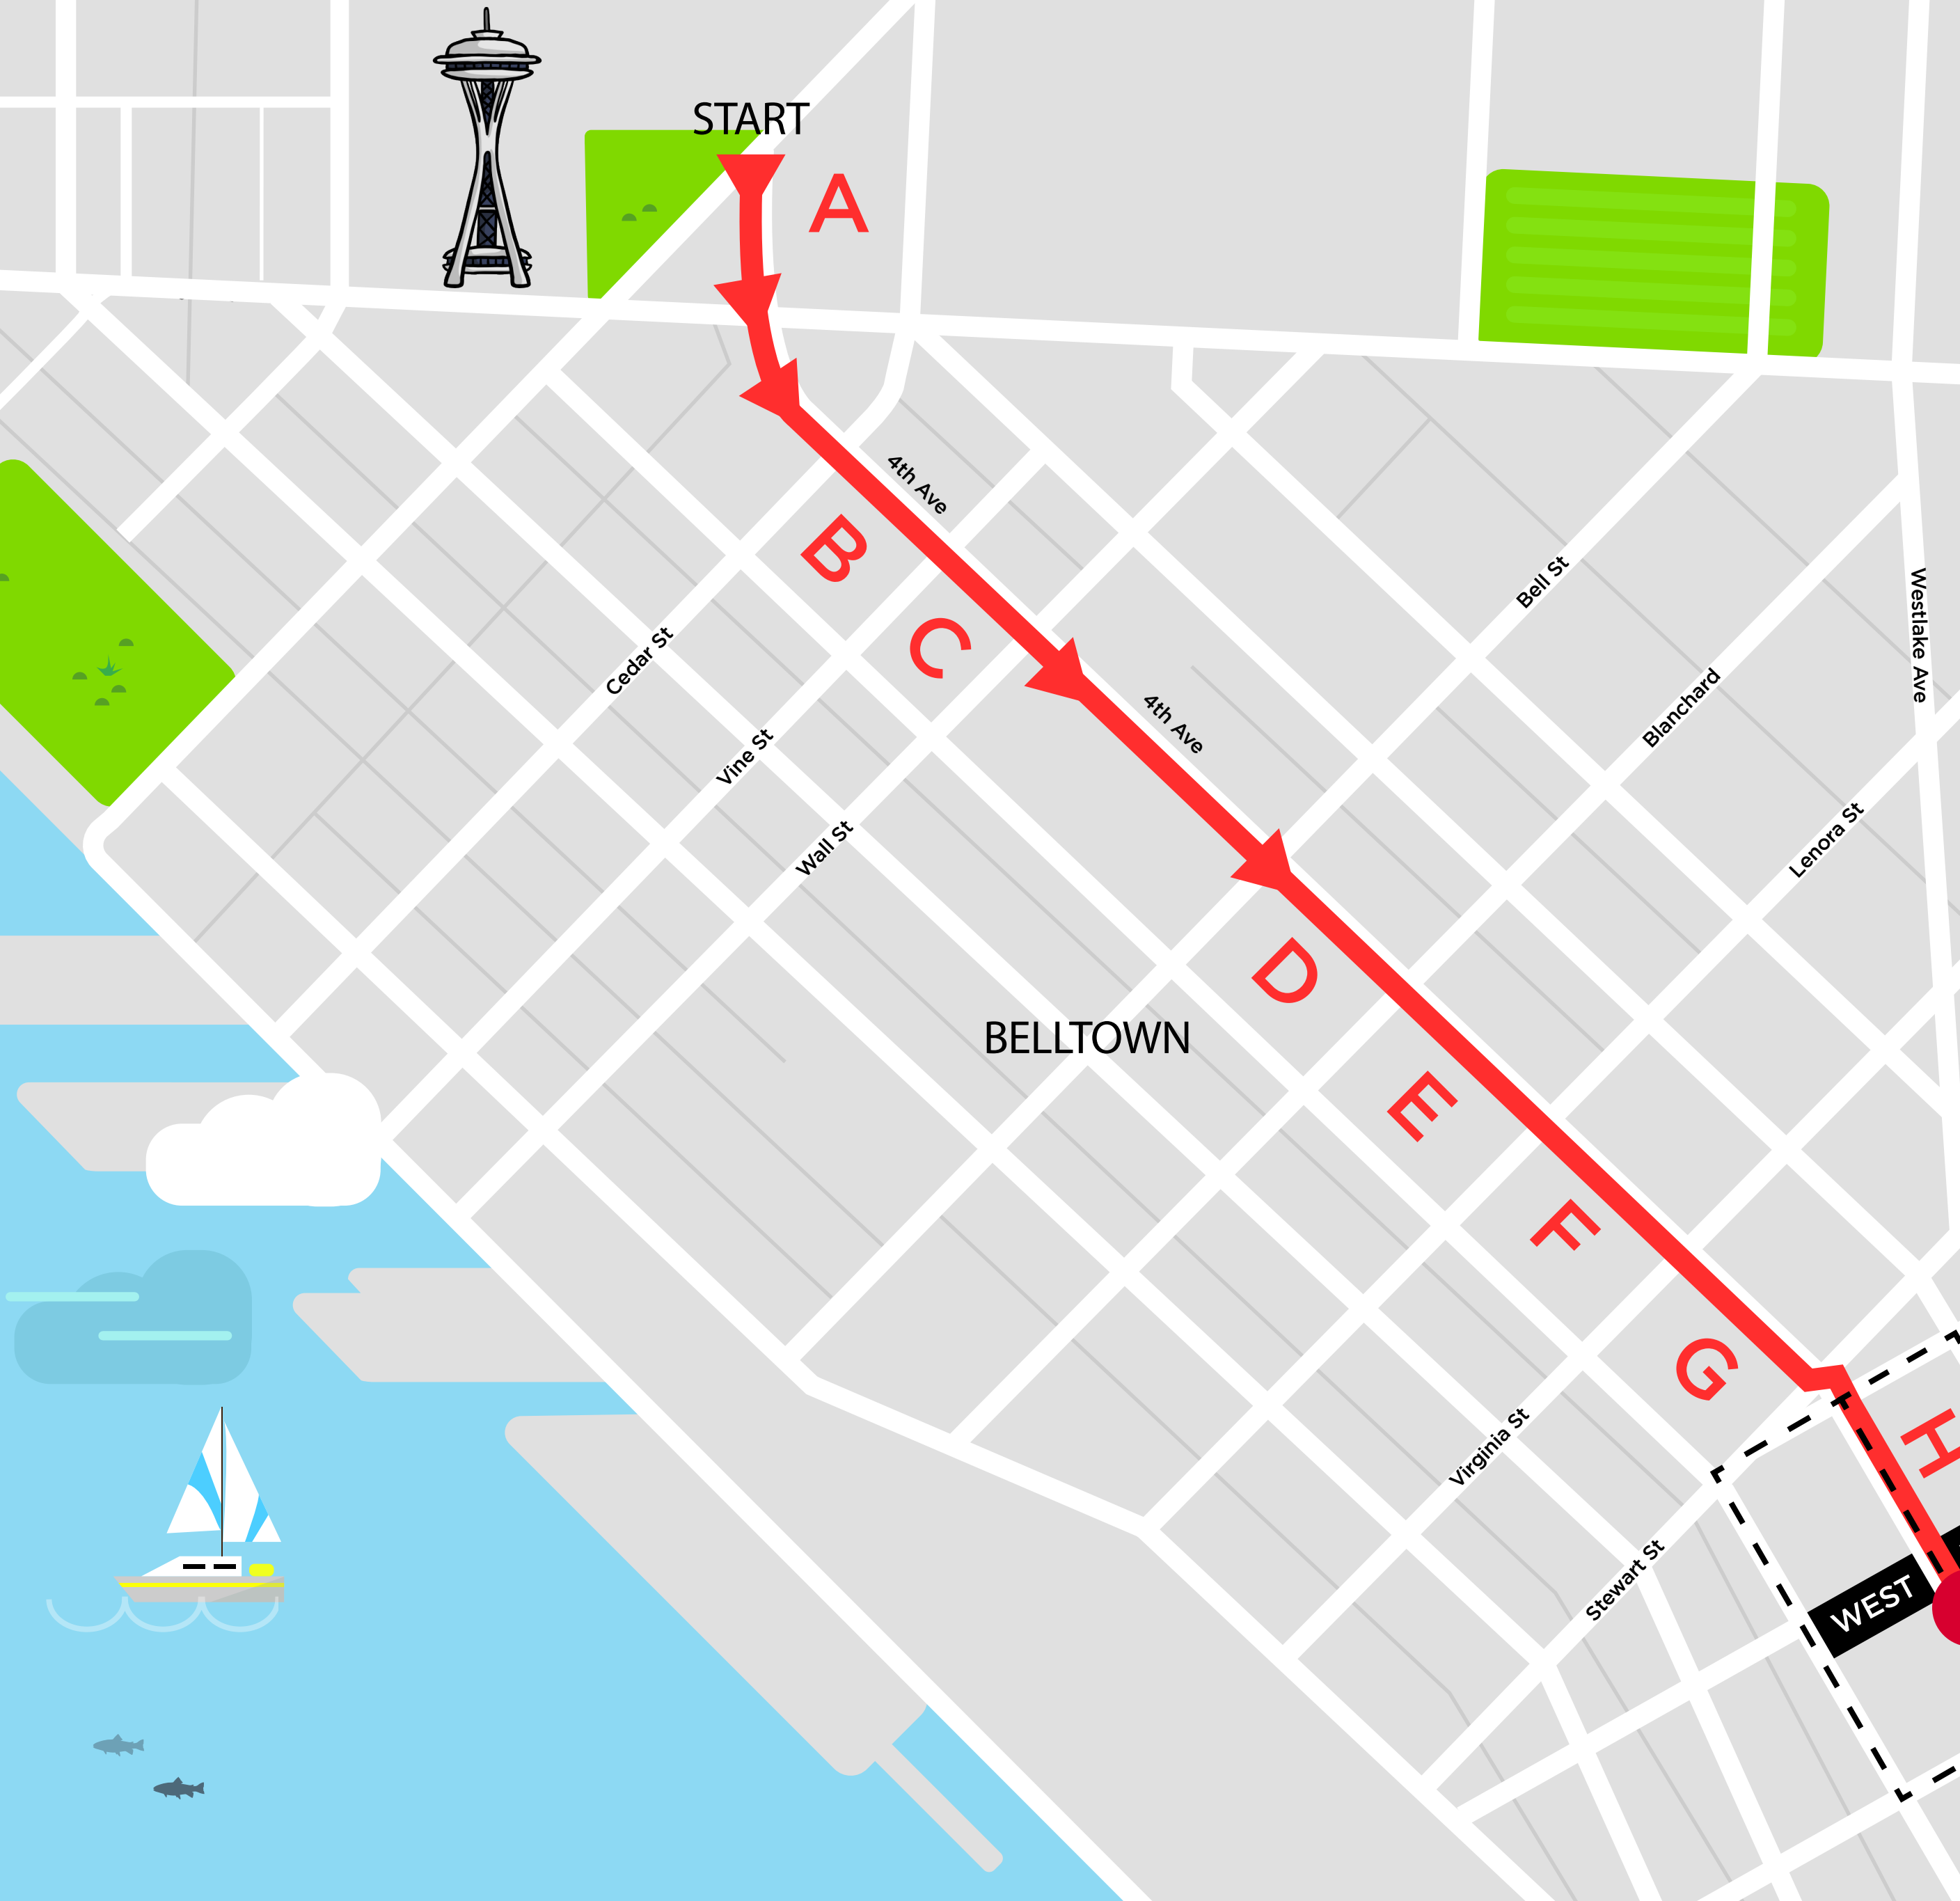 START
A
4th Ave
B
C
Bell St
Westlake Ave
Cedar St
4th Ave
Blanchard
Vine St
Wall St
Lenora St
D
BELLTOWN
E
F
G
Virginia St
H
Stewart St
WEST